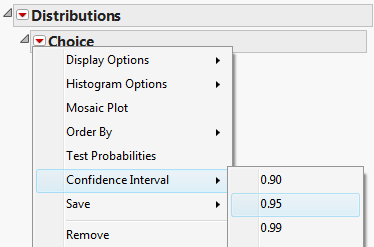 Distributions
Choice
Display Options
Histogram Options
Mosaic Plot
Order By
Test Probabilities
Confidence Interval
0.90
Save
0.95
0.99
Remove